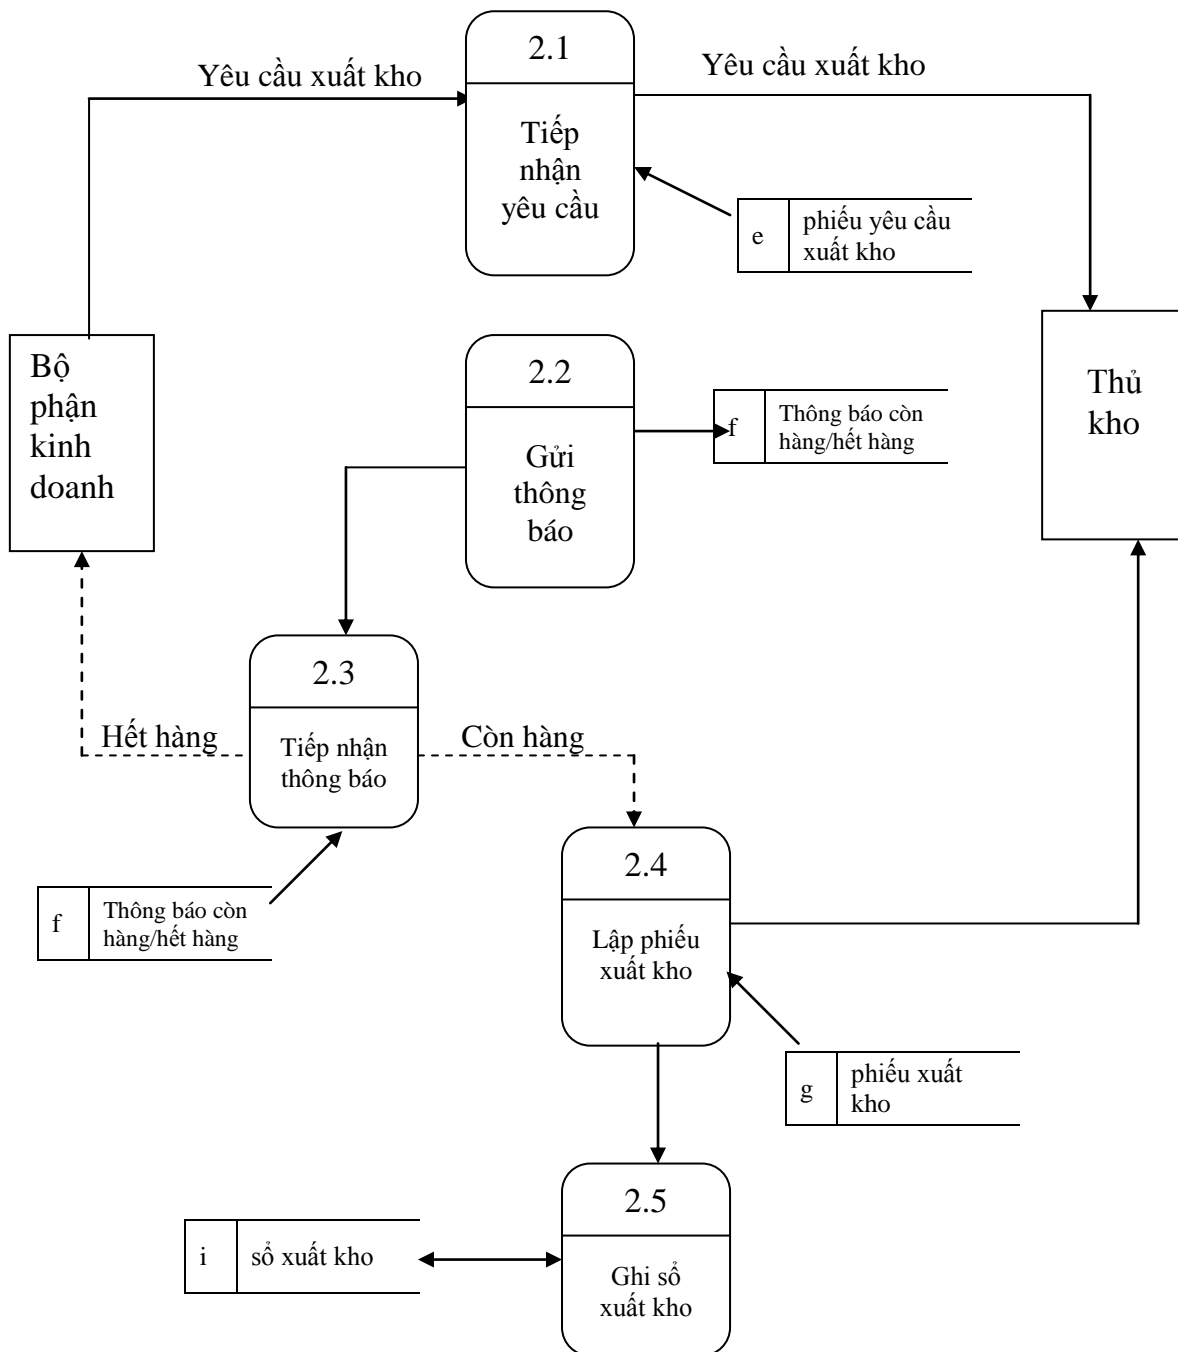 2.1
Yêu cầu xuất kho
Yêu cầu xuất kho
Tiếp
nhận
yêu cầu
e
phiếu yêu cầu
xuất kho
Bộ
phận
kinh
doanh
2.2
Gửi
thông
báo
f
Thông báo còn
hàng/hết hàng
Thủ
kho
2.3
Tiếp nhận
thông báo
Hết hàng
Còn hàng
f
Thông báo còn
hàng/hết hàng
2.4
Lập phiếu
xuất kho
g
phiếu xuất
kho
2.5
Ghi sổ
xuất kho
i
sổ xuất kho